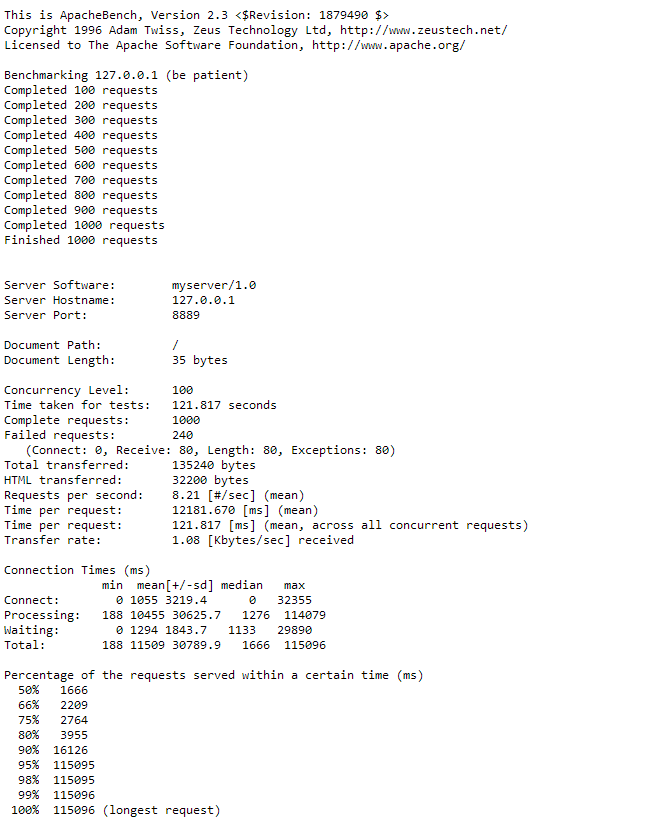 This is ApacheBench, Version 2.3 <$Revision: 1879490 $>
Copyright 1996 Adam Twiss, Zeus Technology Ltd, http://www.zeustech.net/
Licensed to The Apache Software Foundation, http://www.apache.org/

Benchmarking 127.0.0.1 (be patient)
Completed 100 requests
Completed 200 requests
Completed 300 requests
Completed 400 requests
Completed 500 requests
Completed 600 requests
Completed 700 requests
Completed 800 requests
Completed 900 requests
Completed 1000 requests
Finished 1000 requests


Server Software:        myserver/1.0
Server Hostname:        127.0.0.1
Server Port:            8889

Document Path:          /
Document Length:        35 bytes

Concurrency Level:      100
Time taken for tests:   121.817 seconds
Complete requests:      1000
Failed requests:        240
   (Connect: 0, Receive: 80, Length: 80, Exceptions: 80)
Total transferred:      135240 bytes
HTML transferred:       32200 bytes
Requests per second:    8.21 [#/sec] (mean)
Time per request:       12181.670 [ms] (mean)
Time per request:       121.817 [ms] (mean, across all concurrent requests)
Transfer rate:          1.08 [Kbytes/sec] received

Connection Times (ms)
              min  mean[+/-sd] median   max
Connect:        0 1055 3219.4      0   32355
Processing:   188 10455 30625.7   1276  114079
Waiting:        0 1294 1843.7   1133   29890
Total:        188 11509 30789.9   1666  115096

Percentage of the requests served within a certain time (ms)
  50%   1666
  66%   2209
  75%   2764
  80%   3955
  90%  16126
  95%  115095
  98%  115095
  99%  115096
 100%  115096 (longest request)